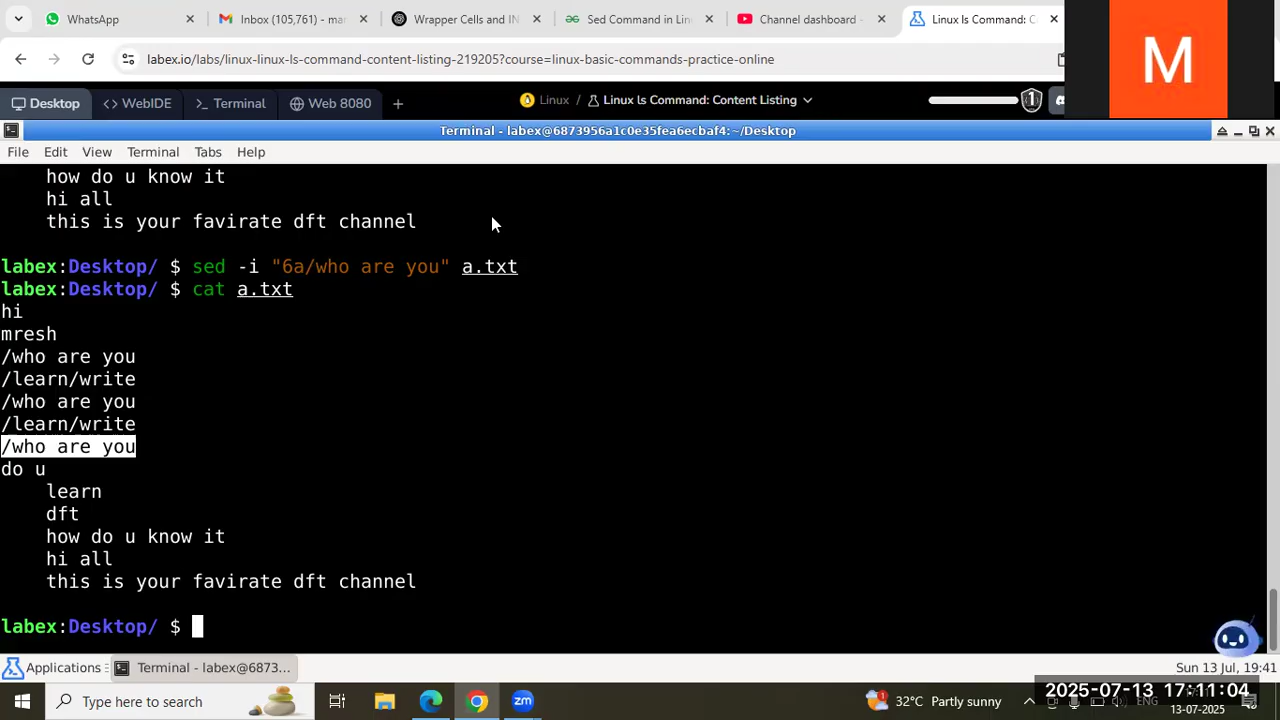 WhatsApp
Inbox (105,761) - mar
Wrapper Cells and IN
Sed Command in Lin
Channel dashboard -
Linux ls Command: C
labex.io/labs/linux-linux-ls-command-content-listing-219205?course=linux-basic-commands-practice-online
M
Desktop
<> WebIDE
>_ Terminal
Web 8080
+
Linux / Linux ls Command: Content Listing
1
Terminal - labex@6873956a1c0e35fea6ecbaf4:~/Desktop
File Edit View Terminal Tabs Help
how do u know it
hi all
this is your favirate dft channel
labex:Desktop/ $ sed -i "6a/who are you" a.txt
labex:Desktop/ $ cat a.txt
hi
mresh
/who are you
/learn/write
/who are you
/learn/write
/who are you
do u
learn
dft
how do u know it
hi all
this is your favirate dft channel
labex:Desktop/ $
Applications
Terminal - labex@6873...
Sun 13 Jul, 19:41
Type here to search
zm
1
32°C Partly sunny
ENG
2025-07-13 17:11:04
13-07-2025